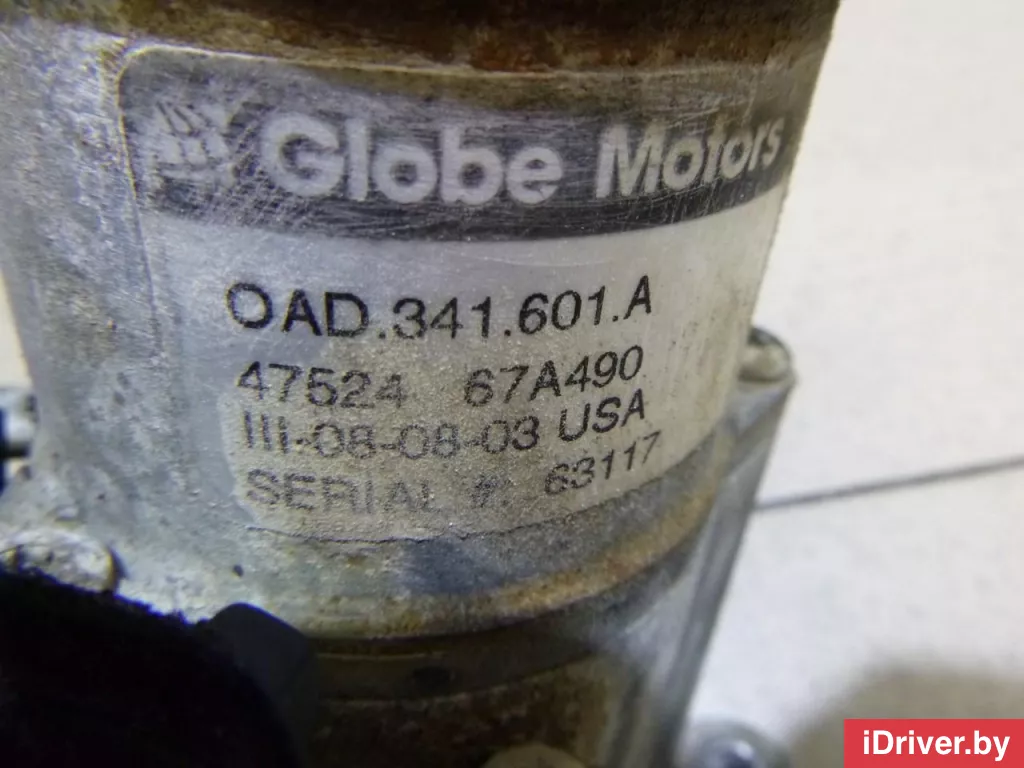 Globe Motors
OAD.341.601.A
47524 67A490
III-08-08-03 USA
SERIAL # 63117
iDriver.by